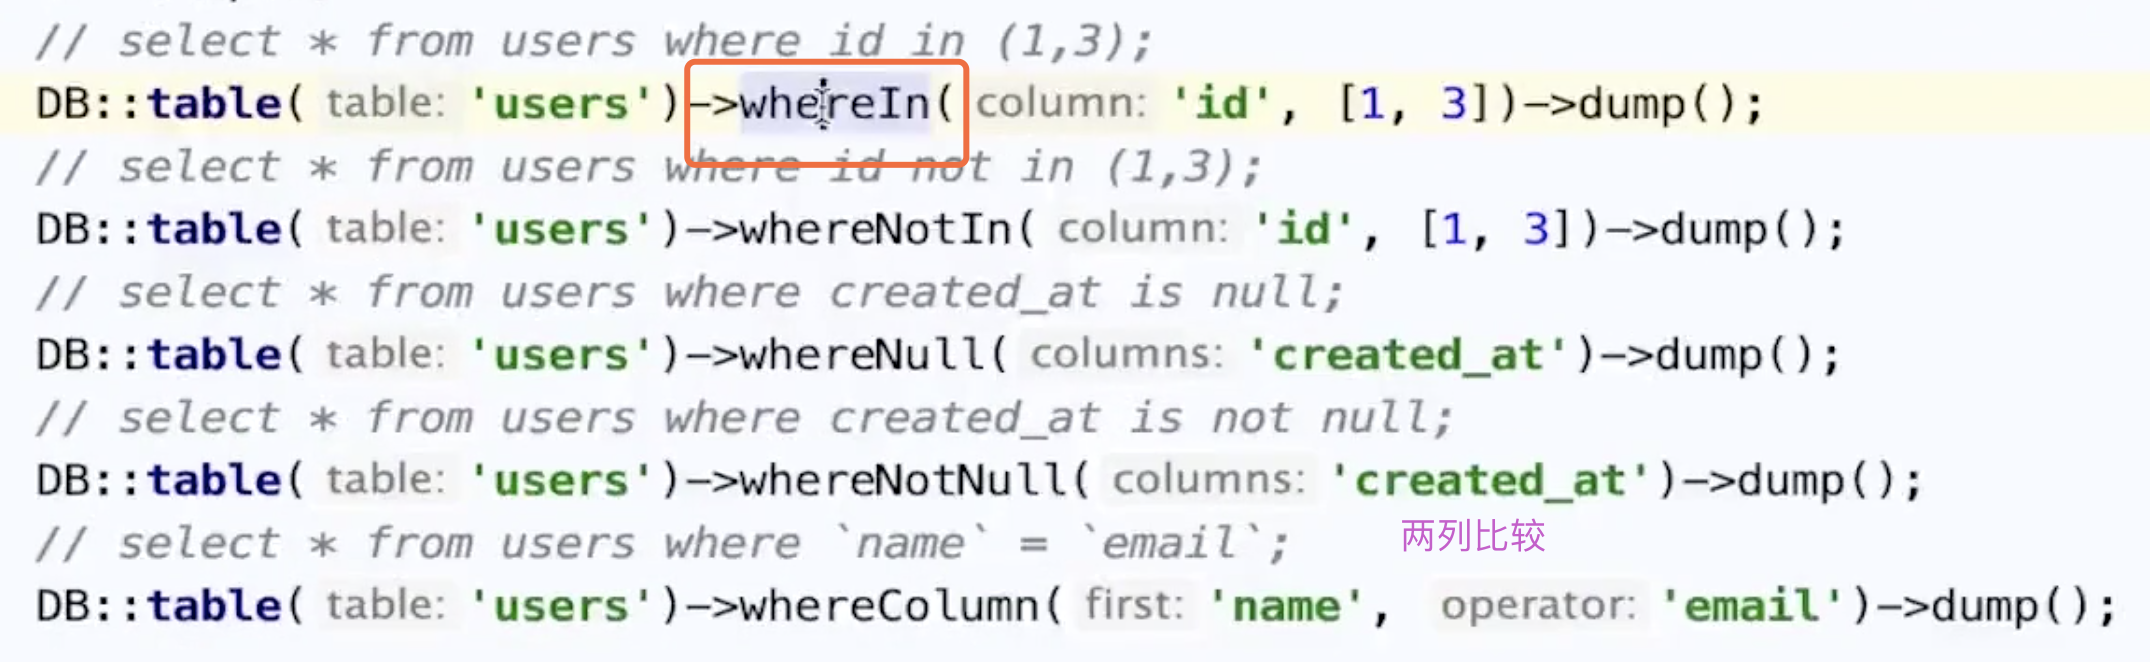 // select * from users where id in (1,3);
DB::table( table: 'users')->whereIn( column: 'id', [1, 3])->dump();
// select * from users where id not in (1,3);
DB::table( table: 'users')->whereNotIn( column: 'id', [1, 3])->dump();
// select * from users where created_at is null;
DB::table( table: 'users')->whereNull( columns: 'created_at')->dump();
// select * from users where created_at is not null;
DB::table( table: 'users')->whereNotNull( columns: 'created_at')->dump();
// select * from users where `name` = `email`; 两列比较
DB::table( table: 'users')->whereColumn( first: 'name', operator: 'email')->dump();